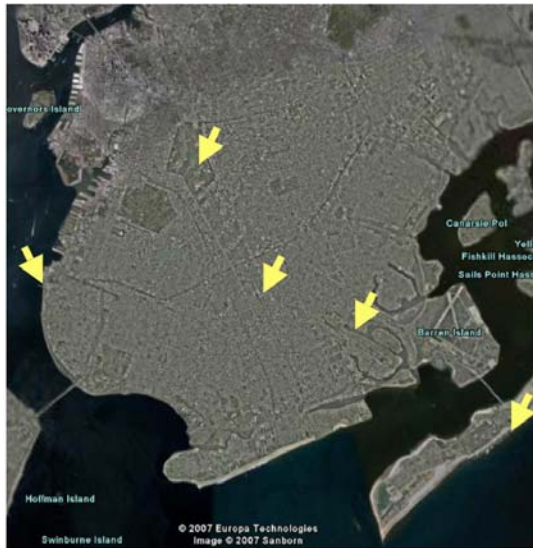 overnors Island
Canarsie Pol
Yell
Fishkill Hassoc
Sails Point Hass
Barren Island
Hoffman Island
Swinburne Island
© 2007 Europa Technologies
Image © 2007 Sanborn